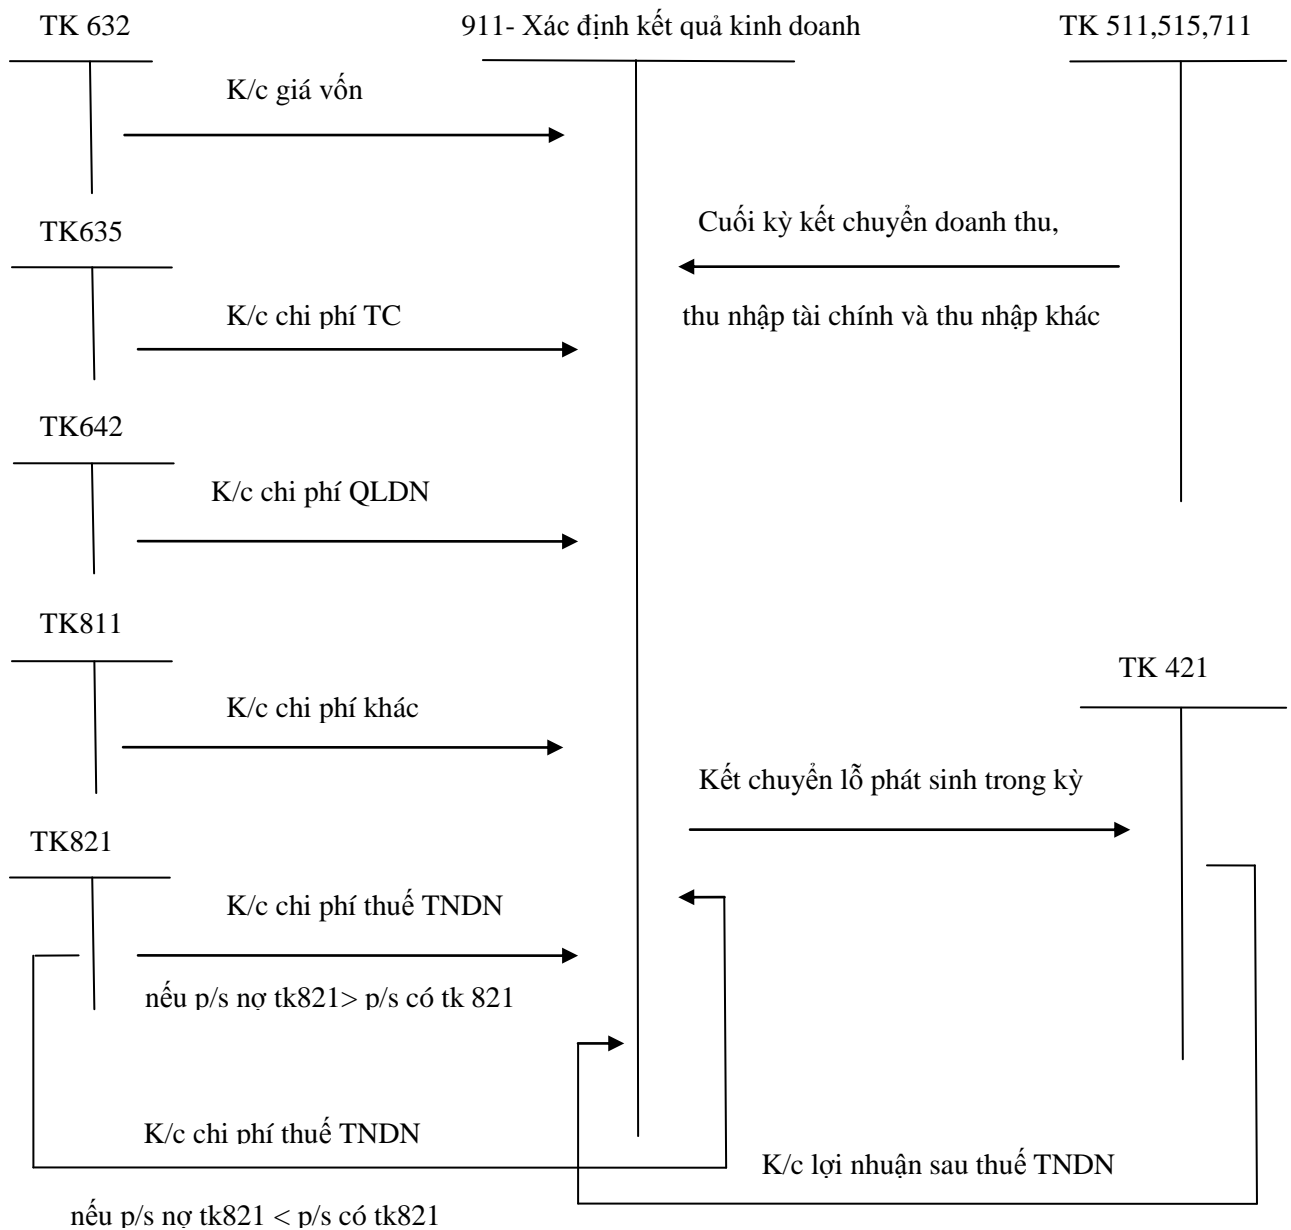 TK 632
911- Xác định kết quả kinh doanh
TK 511,515,711
K/c giá vốn
Cuối kỳ kết chuyển doanh thu,
TK635
K/c chi phí TC
thu nhập tài chính và thu nhập khác
TK642
K/c chi phí QLDN
TK811
TK 421
K/c chi phí khác
Kết chuyển lỗ phát sinh trong kỳ
TK821
K/c chi phí thuế TNDN
nếu p/s nợ tk821> p/s có tk 821
K/c chi phí thuế TNDN
K/c lợi nhuận sau thuế TNDN
nếu p/s nợ tk821 < p/s có tk821